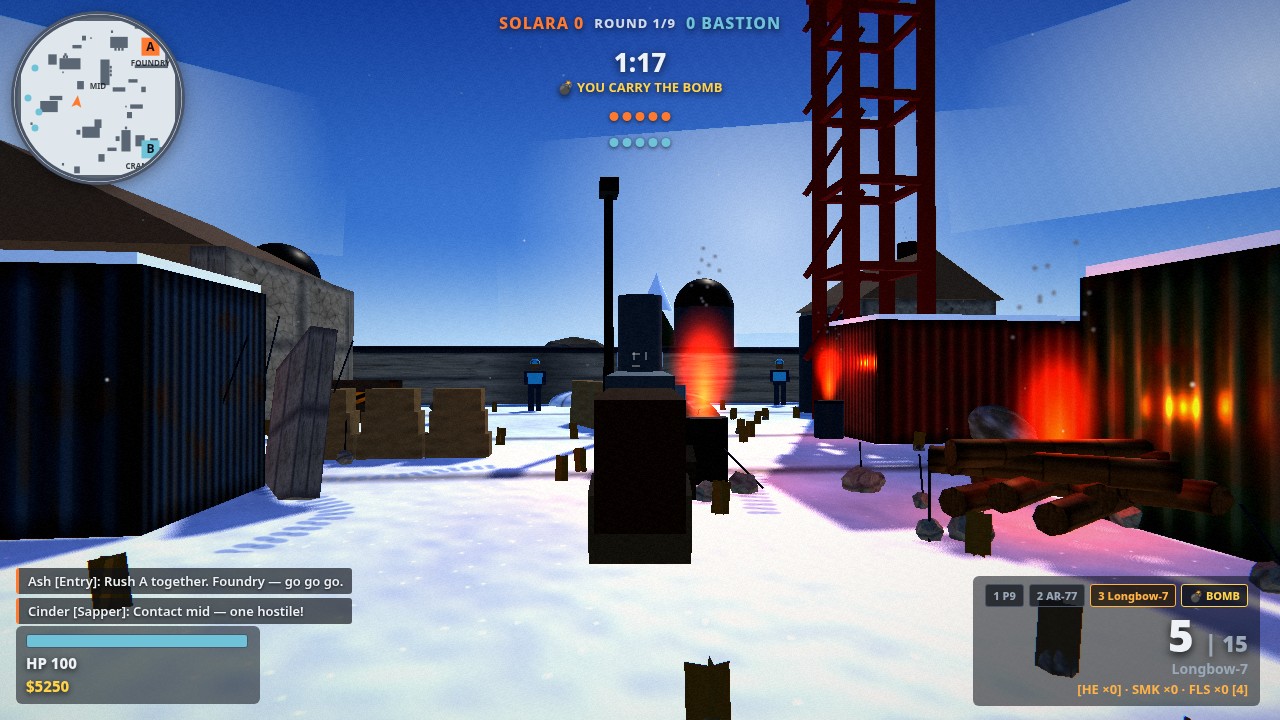 SOLARA 0 ROUND 1/9 0 BASTION
1:17
YOU CARRY THE BOMB
A
FOUNDRY
MID
B
Ash [Entry]: Rush A together. Foundry — go go go.
Cinder [Sapper]: Contact mid — one hostile!
HP 100
$5250
1 P9 2 AR-77 3 Longbow-7 BOMB
5 | 15
Longbow-7
[HE ×0] · SMK ×0 · FLS ×0 [4]